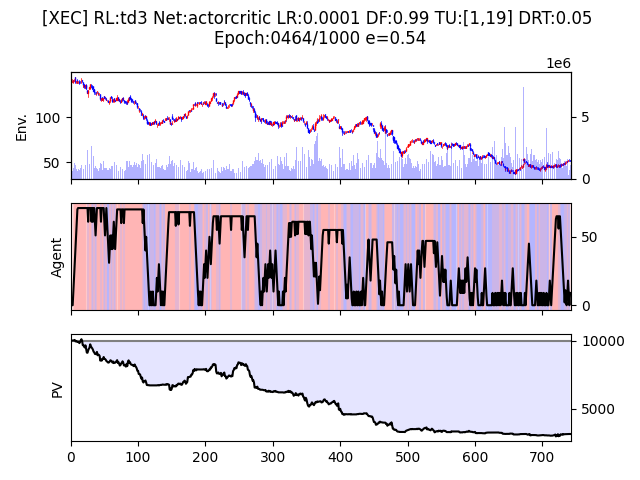 [XEC] RL:td3 Net:actorcritic LR:0.0001 DF:0.99 TU:[1,19] DRT:0.05
Epoch:0464/1000 e=0.54
1e6
Env.
100
50
5
0
Agent
50
0
PV
10000
5000
0 100 200 300 400 500 600 700